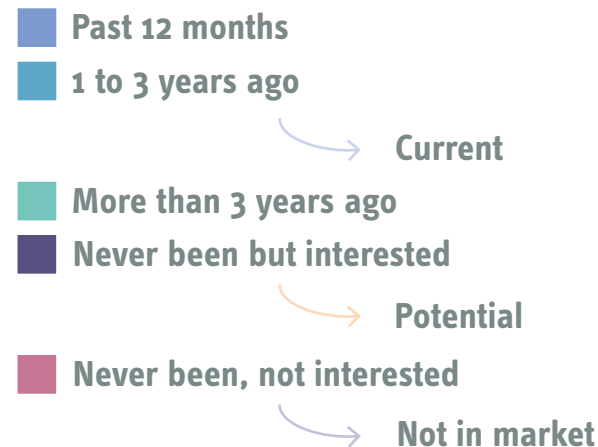 Past 12 months
1 to 3 years ago
Current
More than 3 years ago
Never been but interested
Potential
Never been, not interested
Not in market